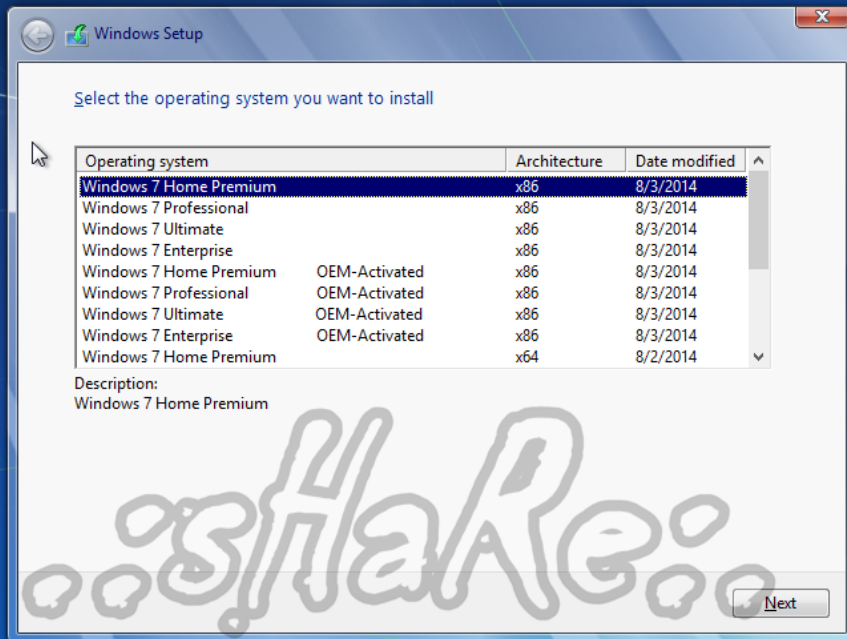 Windows Setup
Select the operating system you want to install
Operating system Architecture Date modified
Windows 7 Home Premium x86 8/3/2014
Windows 7 Professional x86 8/3/2014
Windows 7 Ultimate x86 8/3/2014
Windows 7 Enterprise x86 8/3/2014
Windows 7 Home Premium OEM-Activated x86 8/3/2014
Windows 7 Professional OEM-Activated x86 8/3/2014
Windows 7 Ultimate OEM-Activated x86 8/3/2014
Windows 7 Enterprise OEM-Activated x86 8/3/2014
Windows 7 Home Premium x64 8/2/2014
Description:
Windows 7 Home Premium
sHaRe
Next